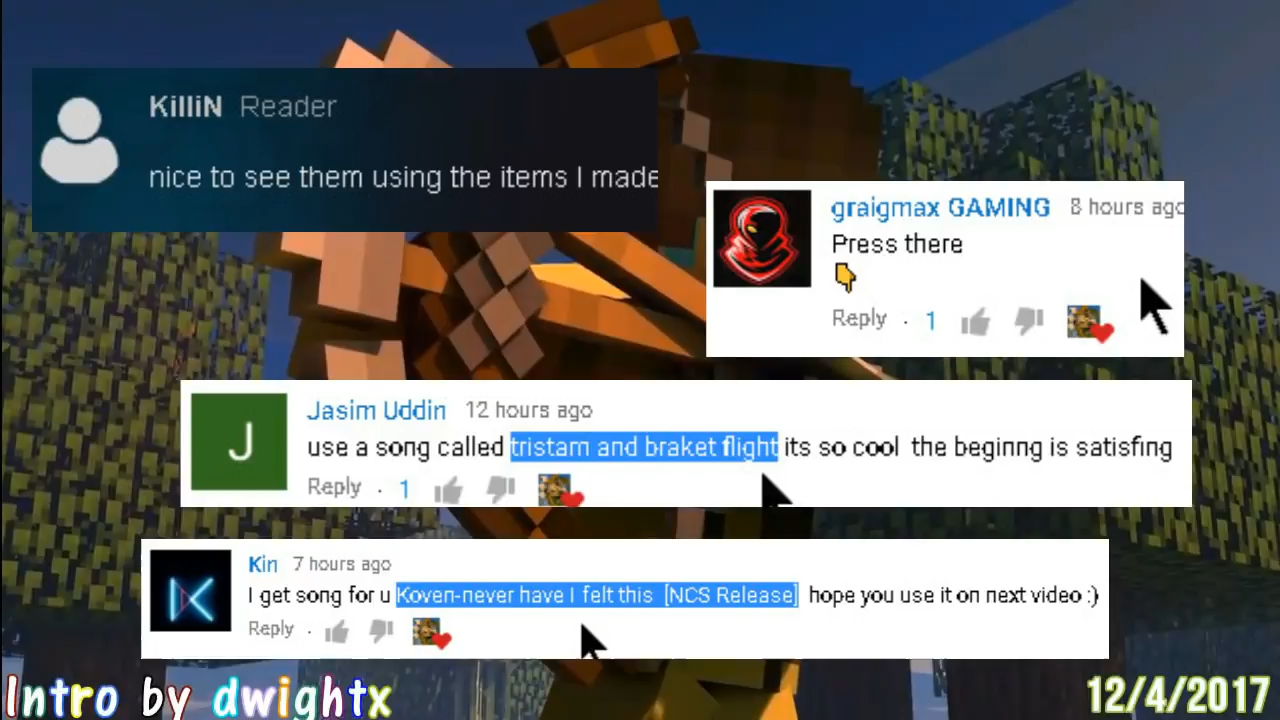 KilliN Reader
nice to see them using the items I made
graigmax GAMING 8 hours ago
Press there
Reply · 1
J
Jasim Uddin 12 hours ago
use a song called tristam and braket flight its so cool the beginng is satisfing
Reply · 1
K
Kin 7 hours ago
I get song for u Koven-never have I felt this [NCS Release] hope you use it on next video :)
Reply ·
Intro by dwightx
12/4/2017